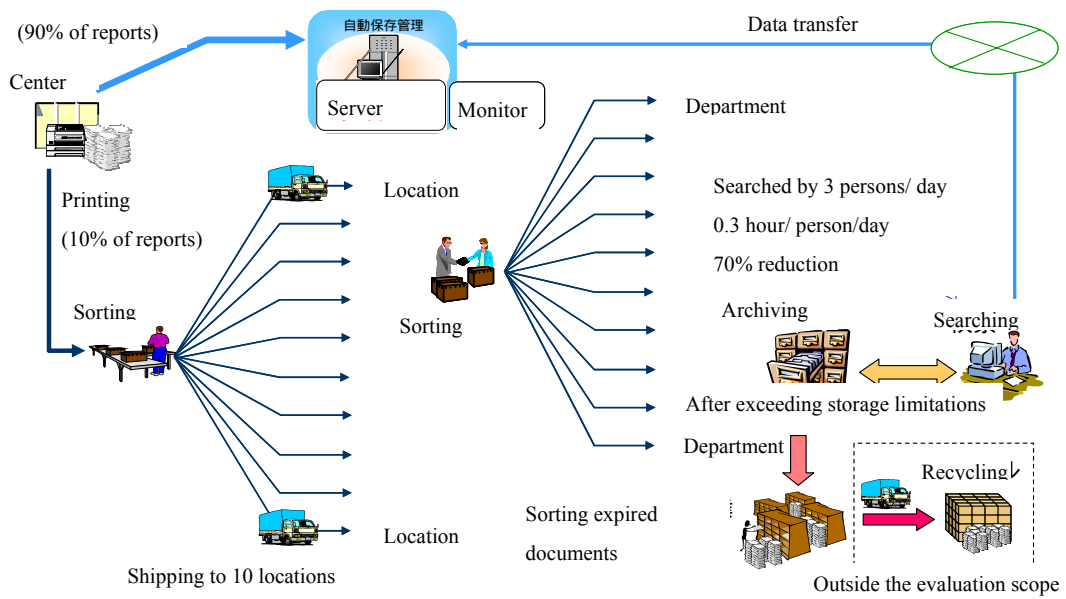 (90% of reports)
自動保存管理
Data transfer
Center
Server
Monitor
Department
Printing
(10% of reports)
Location
Searched by 3 persons/ day
0.3 hour/ person/day
70% reduction
Sorting
Sorting
Archiving
Searching
After exceeding storage limitations
Department
Recycling
Location
Sorting expired
documents
Shipping to 10 locations
Outside the evaluation scope